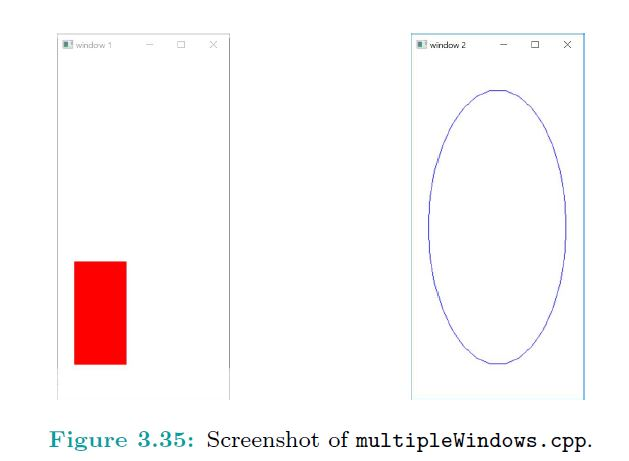 window 1
window 2
Figure 3.35: Screenshot of multipleWindows.cpp.